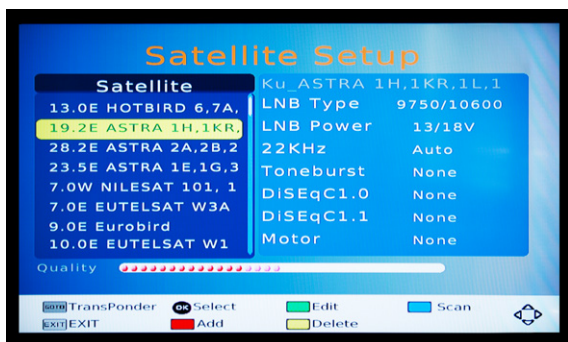 Satellite Setup
Satellite
13.0E HOTBIRD 6,7A,
19.2E ASTRA 1H,1KR,
28.2E ASTRA 2A,2B,2
23.5E ASTRA 1E,1G,3
7.0W NILESAT 101, 1
7.0E EUTELSAT W3A
9.0E Eurobird
10.0E EUTELSAT W1
Ku_ASTRA 1H,1KR,1L,1
LNB Type 9750/10600
LNB Power 13/18V
22KHz Auto
Toneburst None
DiSEqC1.0 None
DiSEqC1.1 None
Motor None
Quality
GOTO TransPonder OK Select Edit Scan
EXIT EXIT Add Delete